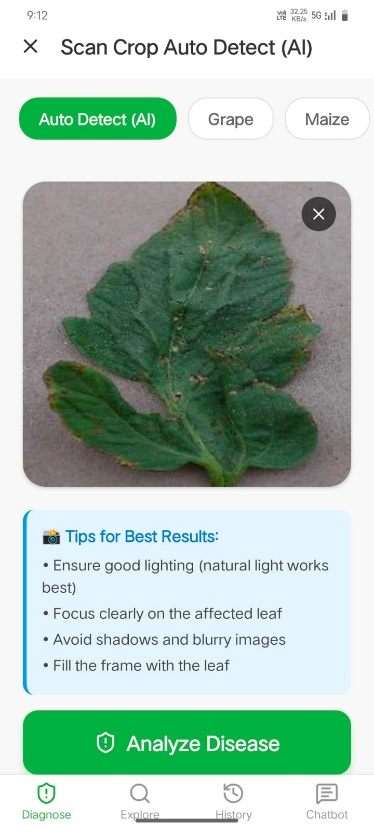 9:12
VoI LTE 32.25 KB/s 5G
Scan Crop Auto Detect (AI)
Auto Detect (AI) Grape Maize
📸 Tips for Best Results:
• Ensure good lighting (natural light works
best)
• Focus clearly on the affected leaf
• Avoid shadows and blurry images
• Fill the frame with the leaf
Analyze Disease
Diagnose Explore History Chatbot